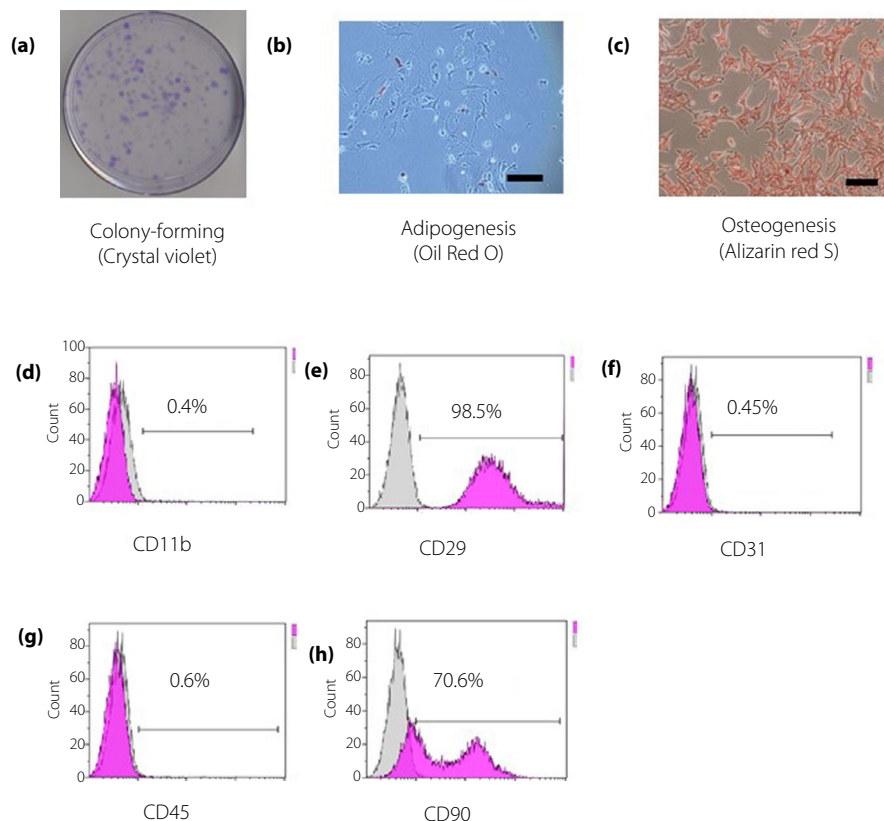 (a)
(b)
(c)
Colony-forming
(Crystal violet)
Adipogenesis
(Oil Red O)
Osteogenesis
(Alizarin red S)
(d)
100
80
60
40
20
0
Count
0.4%
CD11b
(e)
80
60
40
20
0
Count
98.5%
CD29
(f)
80
60
40
20
0
Count
0.45%
CD31
(g)
80
60
40
20
0
Count
0.6%
CD45
(h)
80
60
40
20
0
Count
70.6%
CD90